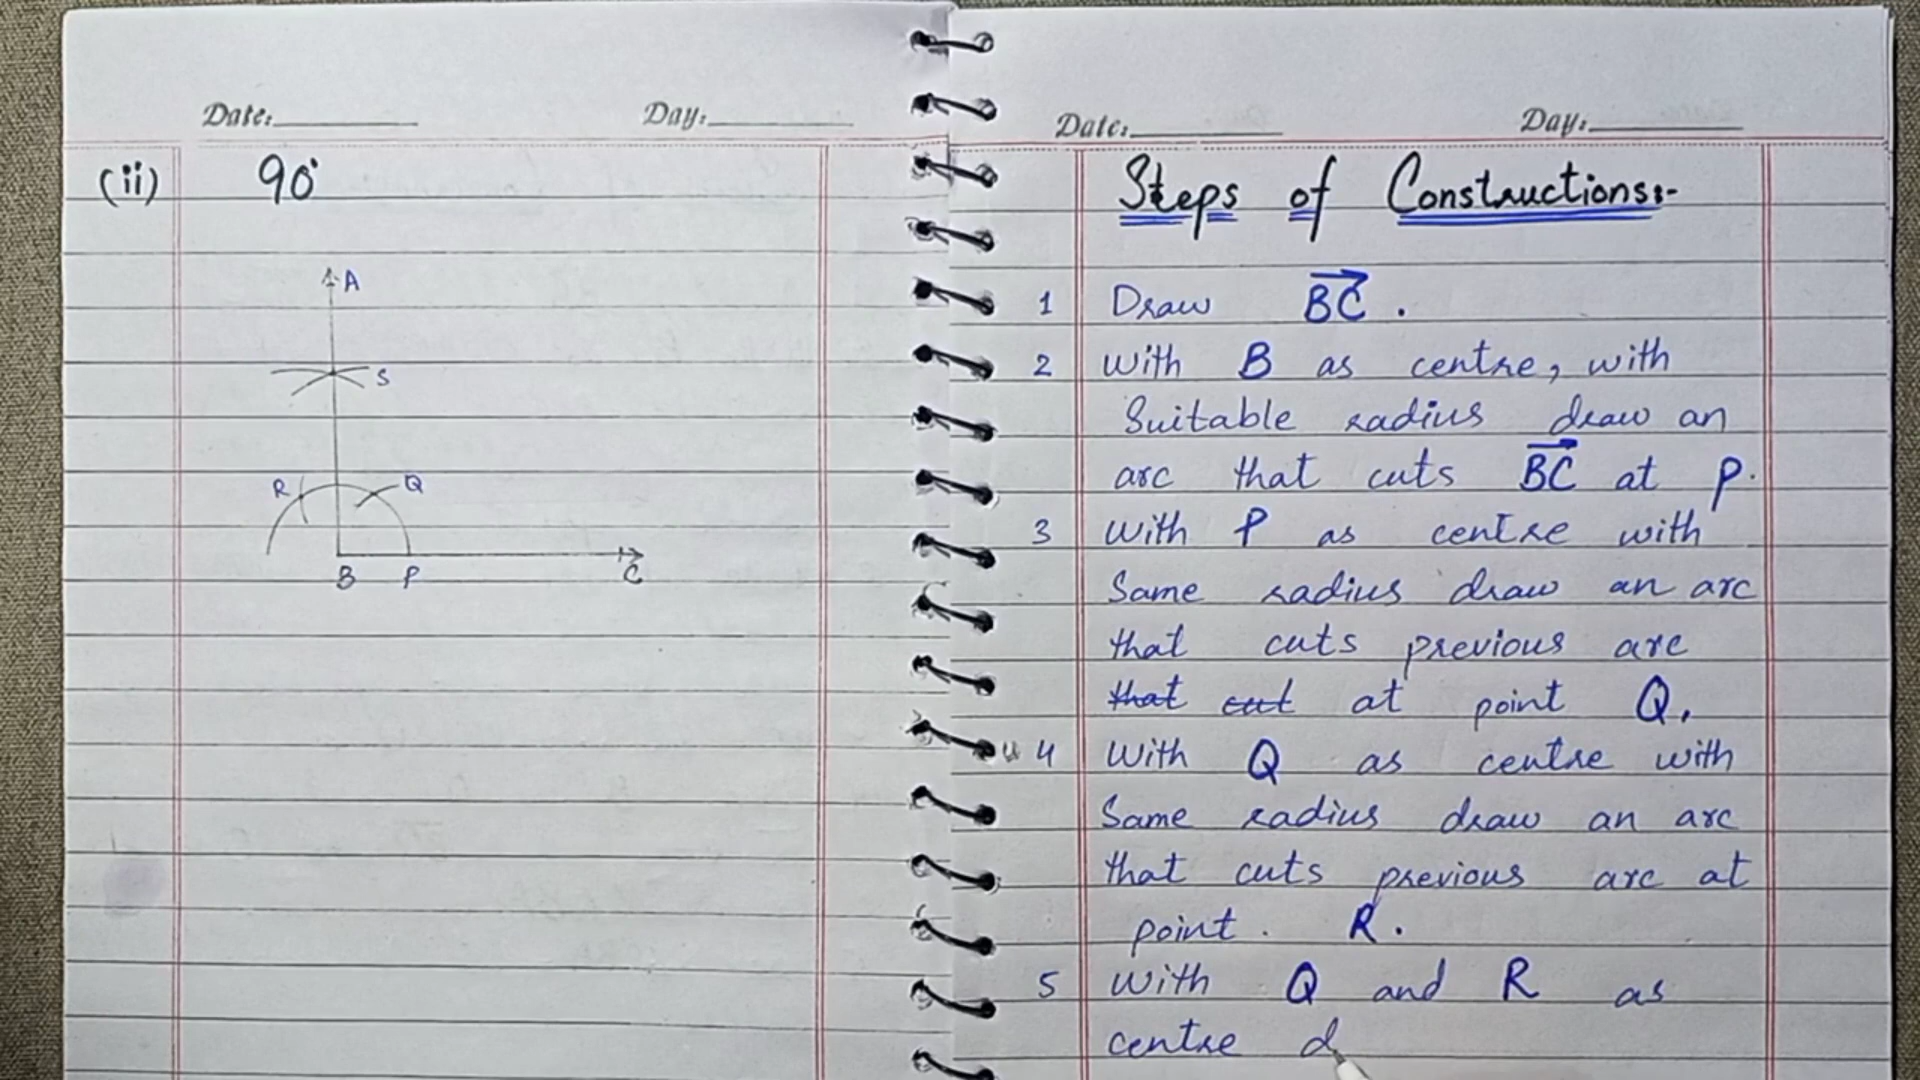 Date: Day:
(ii) 90°
A
S
R Q
B P C
Date: Day:
Steps of Constructions:-
1 Draw BC.
2 With B as centre, with
Suitable radius draw an
arc that cuts BC at P.
3 With P as centre with
Same radius draw an arc
that cuts previous arc
that cut at point Q.
4 With Q as centre with
Same radius draw an arc
that cuts previous arc at
point. R.
5 With Q and R as
centre d